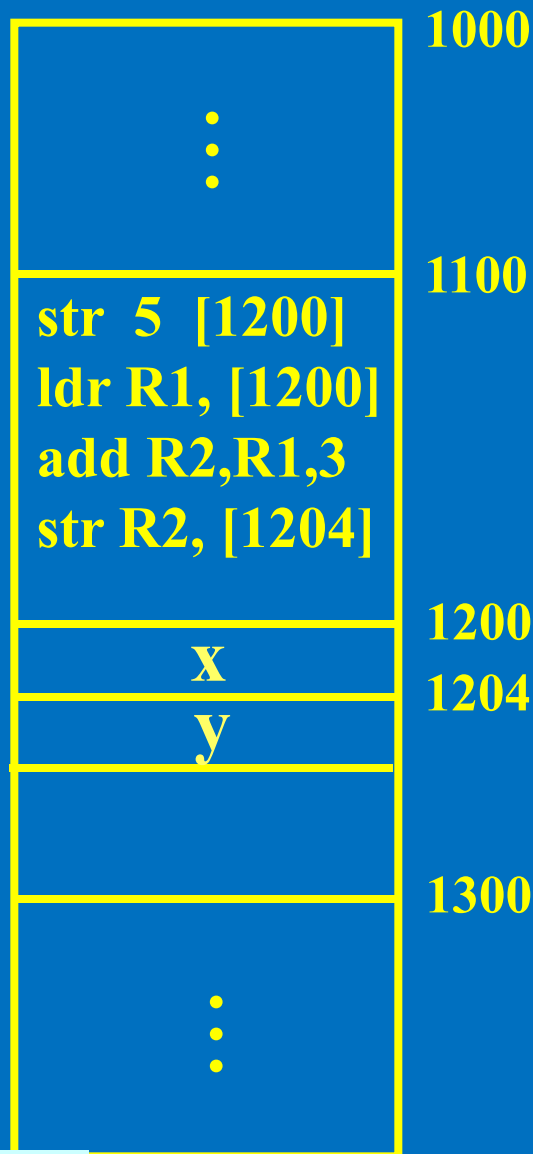 1000
1100
str 5 [1200]
ldr R1, [1200]
add R2,R1,3
str R2, [1204]
1200
x
1204
y
1300